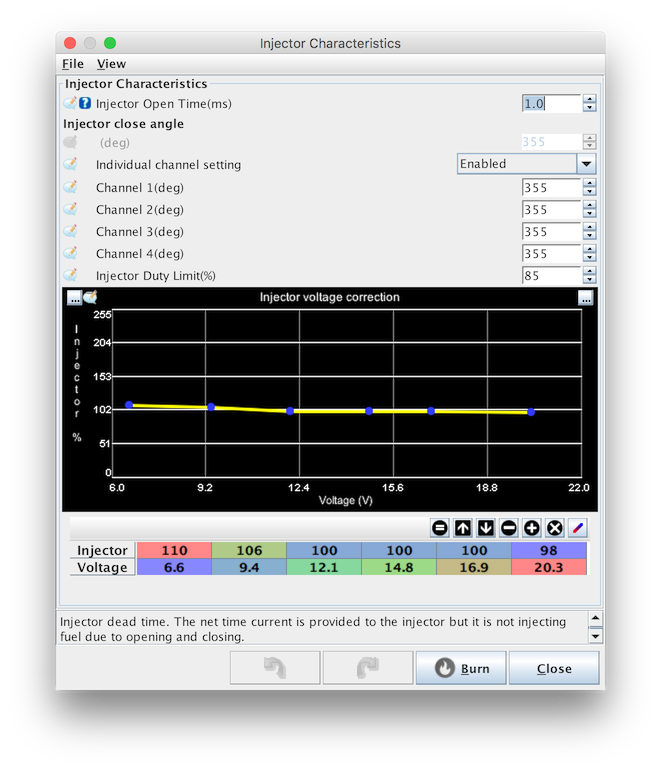 Injector Characteristics
File View
Injector Characteristics
Injector Open Time(ms) 1.0
Injector close angle
(deg) 355
Individual channel setting Enabled
Channel 1(deg) 355
Channel 2(deg) 355
Channel 3(deg) 355
Channel 4(deg) 355
Injector Duty Limit(%) 85
... Injector voltage correction ...
Injector %
255
204
153
102
51
0
6.0 9.2 12.4 15.6 18.8 22.0
Voltage (V)
Injector 110 106 100 100 100 98
Voltage 6.6 9.4 12.1 14.8 16.9 20.3
Injector dead time. The net time current is provided to the injector but it is not injecting
fuel due to opening and closing.
Burn Close